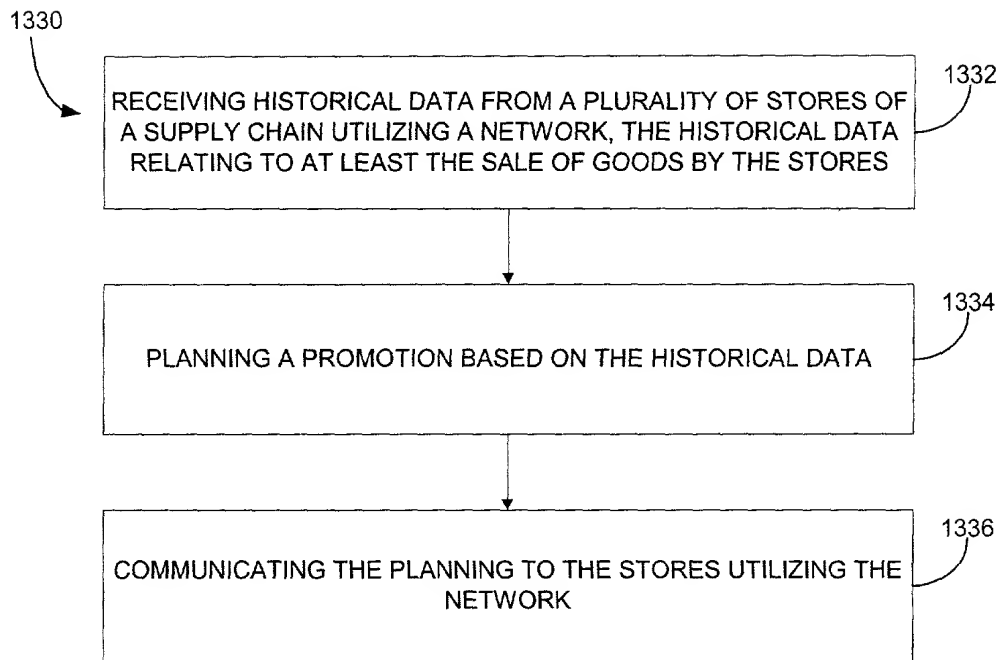 1330
1332
RECEIVING HISTORICAL DATA FROM A PLURALITY OF STORES OF
A SUPPLY CHAIN UTILIZING A NETWORK, THE HISTORICAL DATA
RELATING TO AT LEAST THE SALE OF GOODS BY THE STORES
1334
PLANNING A PROMOTION BASED ON THE HISTORICAL DATA
1336
COMMUNICATING THE PLANNING TO THE STORES UTILIZING THE
NETWORK